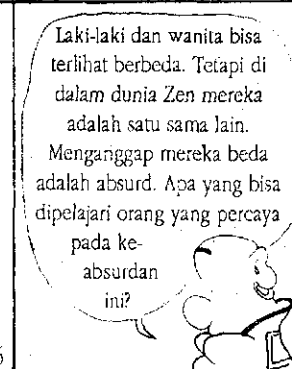 Laki-laki dan wanita bisa
terlihat berbeda. Tetapi di
dalam dunia Zen mereka
adalah satu sama lain.
Menganggap mereka beda
adalah absurd. Apa yang bisa
dipelajari orang yang percaya
pada ke-
absurdan
ini?